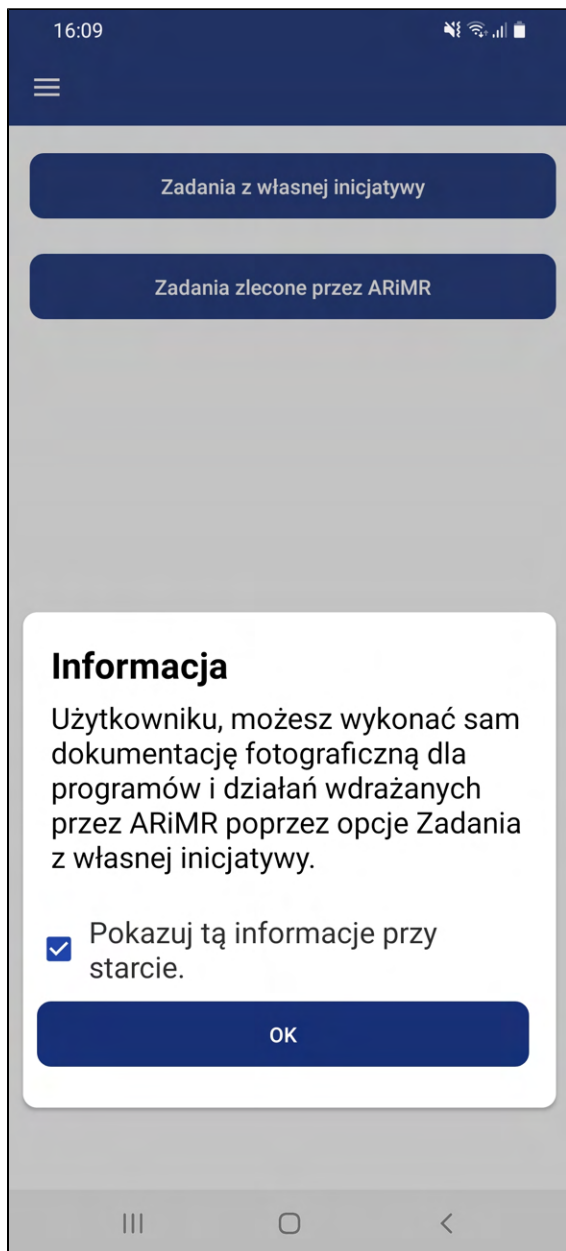 16:09
Zadania z własnej inicjatywy
Zadania zlecone przez ARiMR
Informacja
Użytkowniku, możesz wykonać sam
dokumentację fotograficzną dla
programów i działań wdrażanych
przez ARiMR poprzez opcje Zadania
z własnej inicjatywy.
Pokazuj tą informacje przy
starcie.
OK